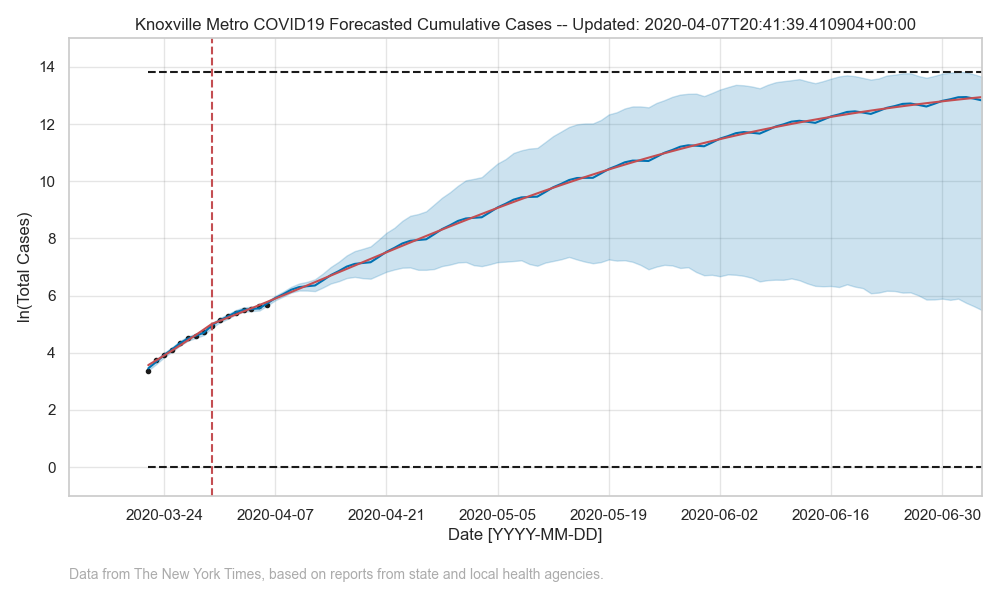 Knoxville Metro COVID19 Forecasted Cumulative Cases -- Updated: 2020-04-07T20:41:39.410904+00:00
14
12
10
8
6
4
2
0
ln(Total Cases)
2020-03-24 2020-04-07 2020-04-21 2020-05-05 2020-05-19 2020-06-02 2020-06-16 2020-06-30
Date [YYYY-MM-DD]
Data from The New York Times, based on reports from state and local health agencies.